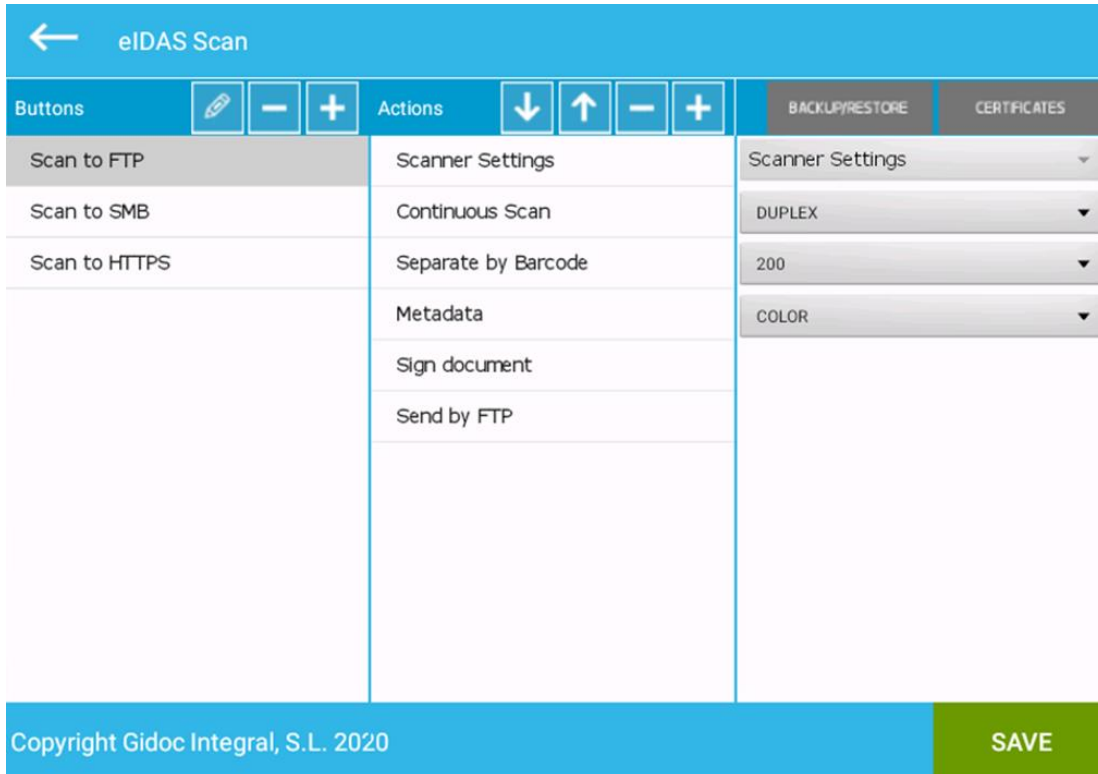 eIDAS Scan
Buttons
Actions
BACKUP/RESTORE
CERTIFICATES
Scan to FTP
Scan to SMB
Scan to HTTPS
Scanner Settings
Continuous Scan
Separate by Barcode
Metadata
Sign document
Send by FTP
Scanner Settings
DUPLEX
200
COLOR
Copyright Gidoc Integral, S.L. 2020
SAVE